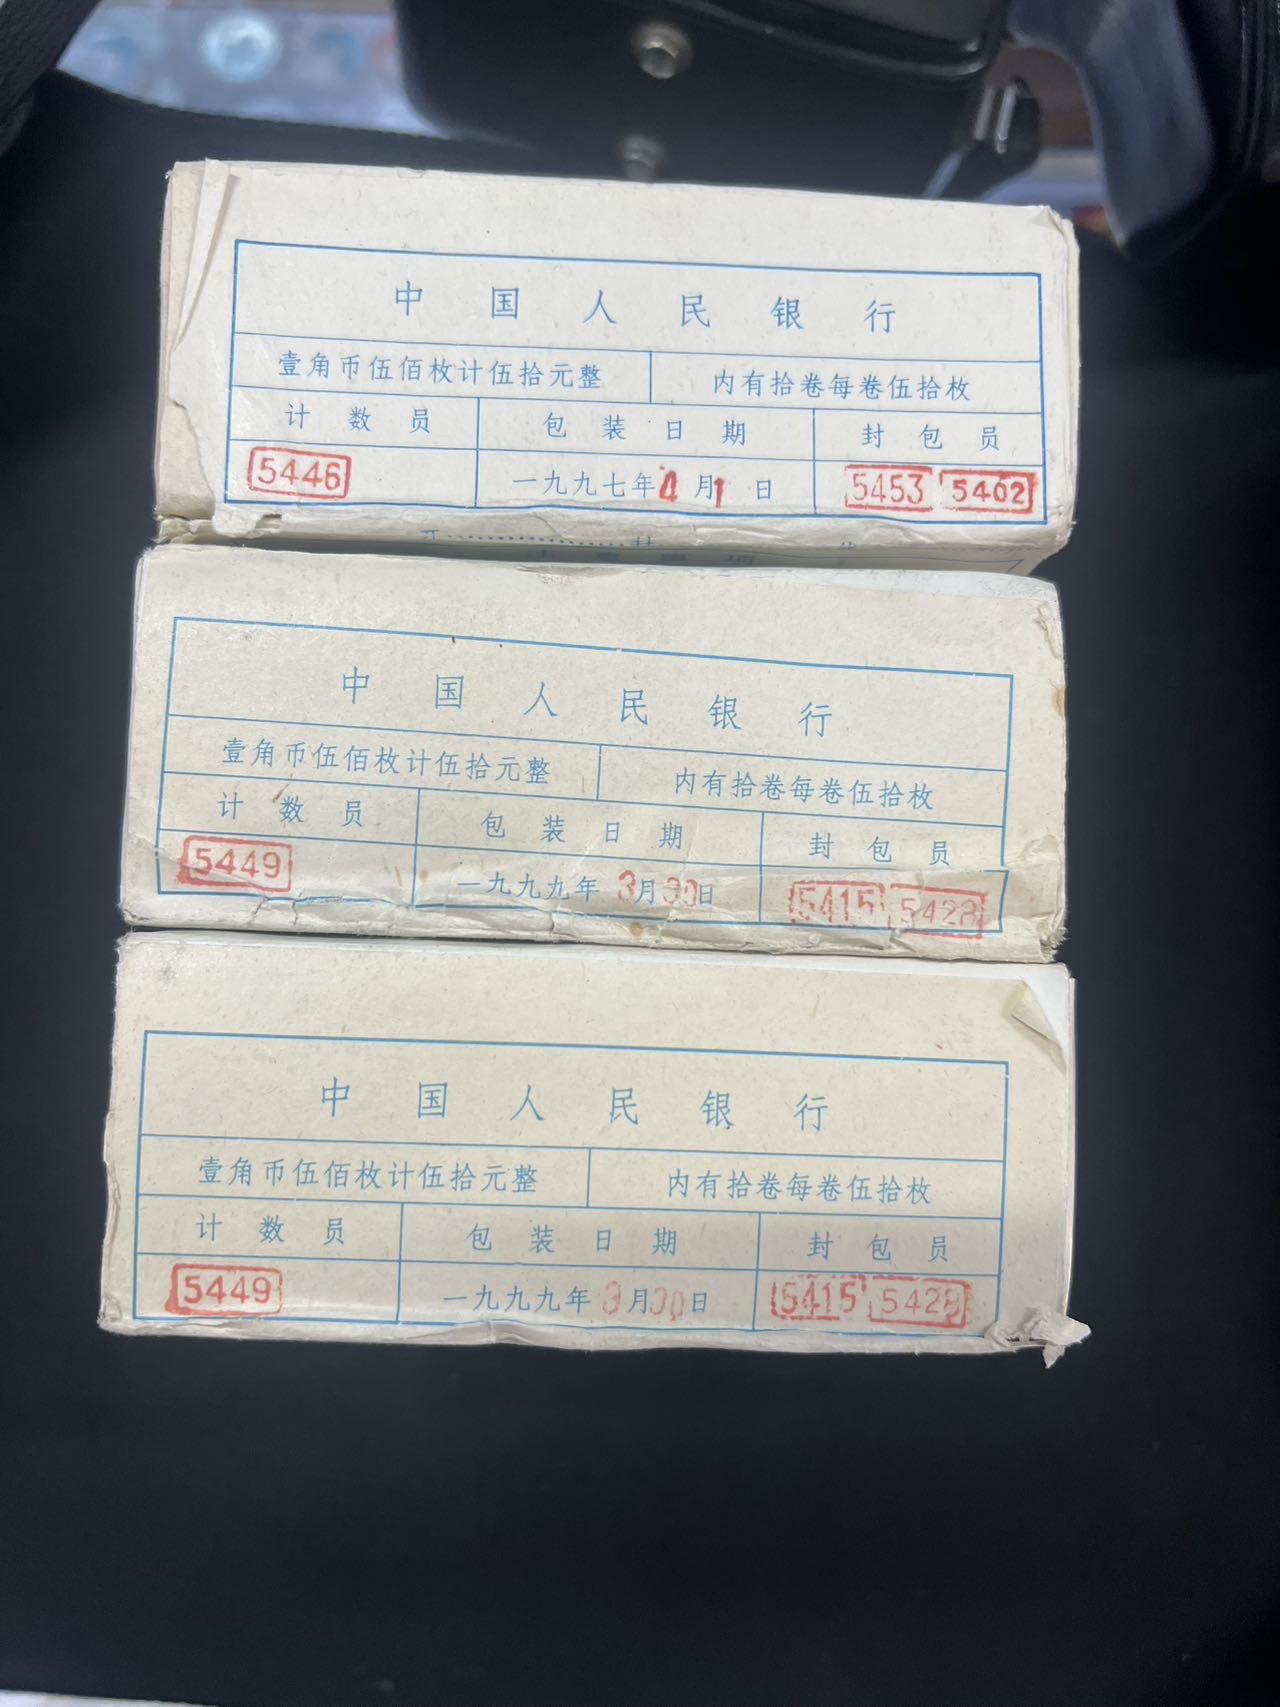 中国人民银行
壹角币伍佰枚计伍拾元整 内有拾卷每卷伍拾枚
计数员 包装日期 封包员
5446 一九九七年4月1日 5453 5402
中国人民银行
壹角币伍佰枚计伍拾元整 内有拾卷每卷伍拾枚
计数员 包装日期 封包员
5449 一九九九年3月30日 5415 5428
中国人民银行
壹角币伍佰枚计伍拾元整 内有拾卷每卷伍拾枚
计数员 包装日期 封包员
5449 一九九九年3月30日 5415 5428